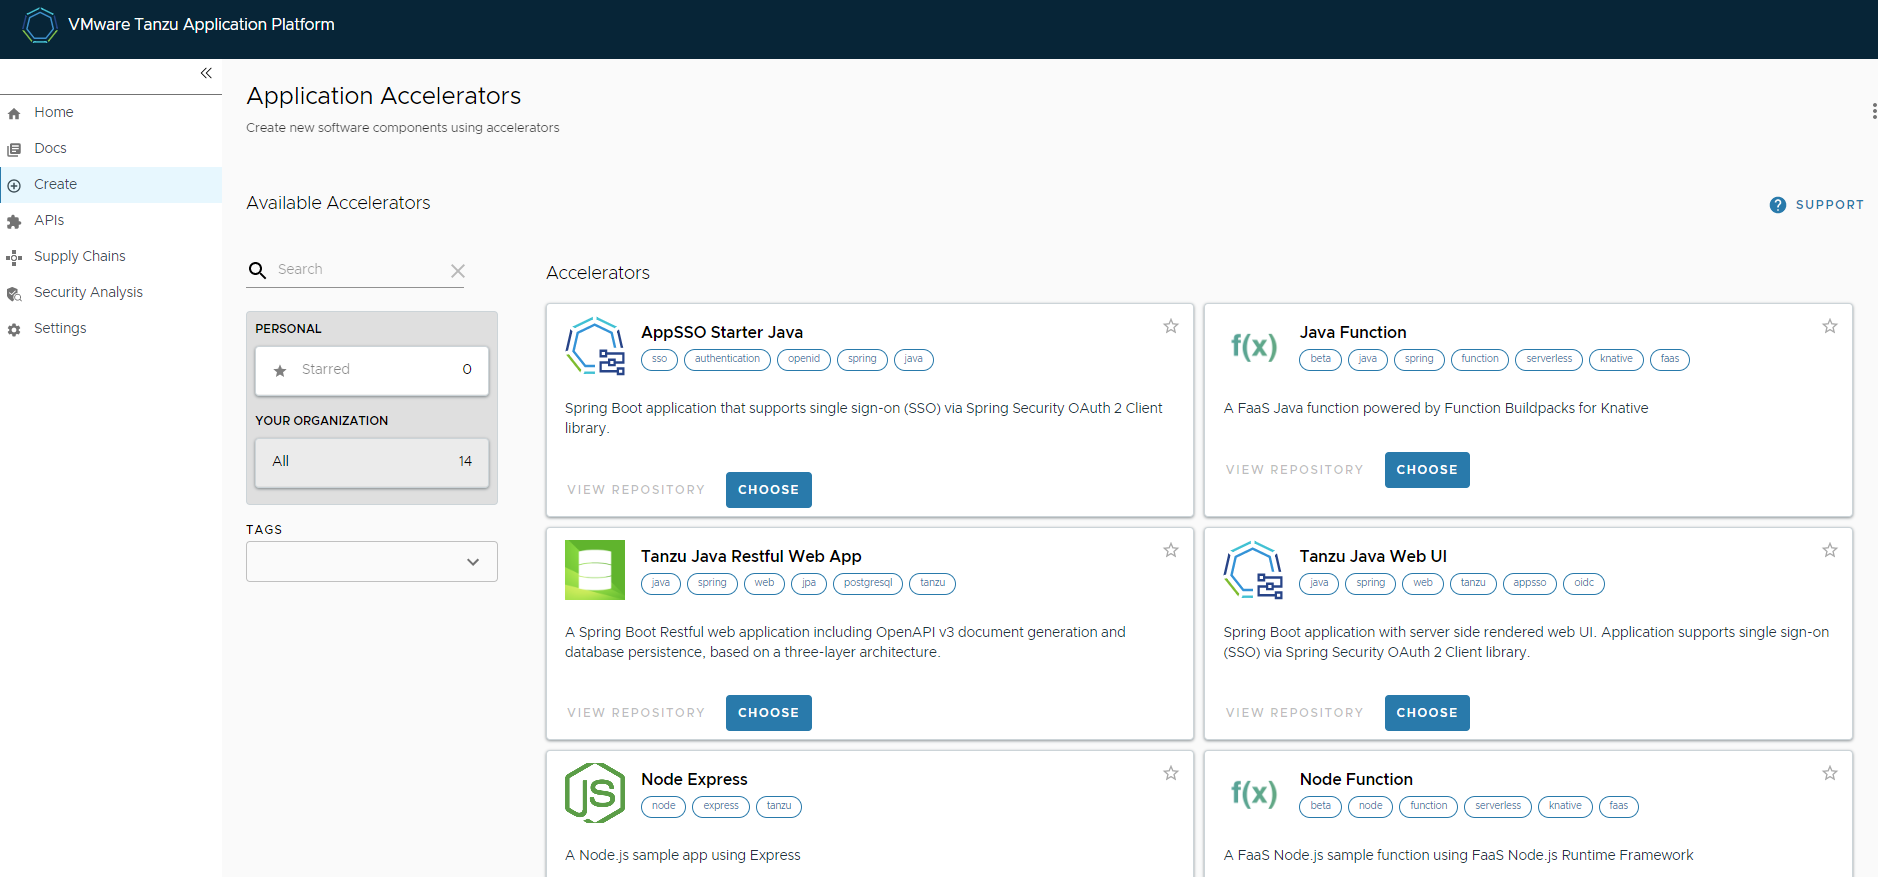 VMware Tanzu Application Platform
Home
Docs
Create
APIs
Supply Chains
Security Analysis
Settings
Application Accelerators
Create new software components using accelerators
Available Accelerators
SUPPORT
Search
PERSONAL
Starred 0
YOUR ORGANIZATION
All 14
TAGS
Accelerators
AppSSO Starter Java
sso authentication openid spring java
Spring Boot application that supports single sign-on (SSO) via Spring Security OAuth 2 Client
library.
VIEW REPOSITORY CHOOSE
f(x)
Java Function
beta java spring function serverless knative faas
A FaaS Java function powered by Function Buildpacks for Knative
VIEW REPOSITORY CHOOSE
Tanzu Java Restful Web App
java spring web jpa postgresql tanzu
A Spring Boot Restful web application including OpenAPI v3 document generation and
database persistence, based on a three-layer architecture.
VIEW REPOSITORY CHOOSE
Tanzu Java Web UI
java spring web tanzu appsso oidc
Spring Boot application with server side rendered web UI. Application supports single sign-on
(SSO) via Spring Security OAuth 2 Client library.
VIEW REPOSITORY CHOOSE
JS
Node Express
node express tanzu
A Node.js sample app using Express
f(x)
Node Function
beta node function serverless knative faas
A FaaS Node.js sample function using FaaS Node.js Runtime Framework